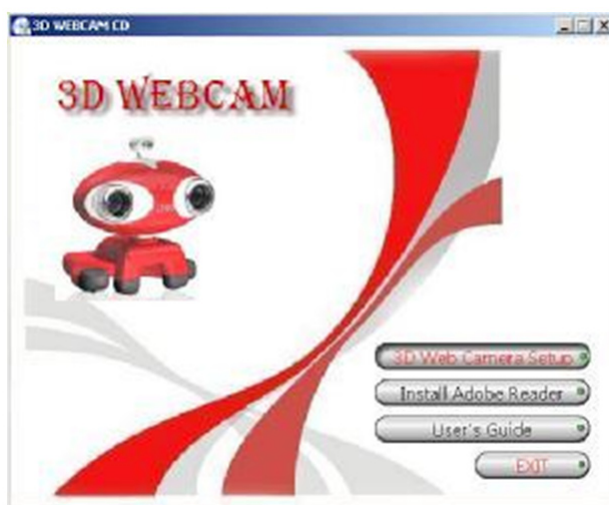 3D WEBCAM CD
3D WEBCAM
3D Web Camera Setup
Install Adobe Reader
User's Guide
EXIT